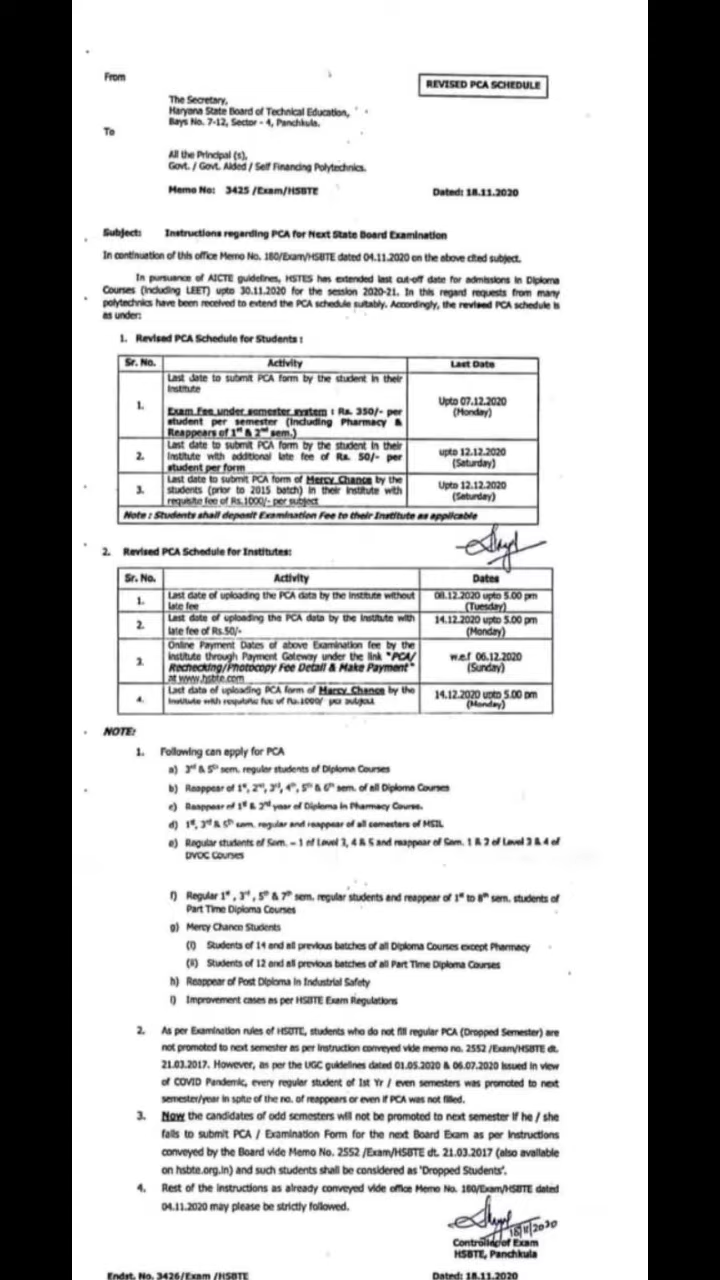 From
REVISED PCA SCHEDULE
The Secretary,
Haryana State Board of Technical Education,
Bays No. 7-12, Sector - 4, Panchkula.
To
All the Principal (s),
Govt. / Govt. Aided / Self Financing Polytechnics.
Memo No: 3425 /Exam/HSBTE Dated: 18.11.2020
Subject: Instructions regarding PCA for Next State Board Examination
In continuation of this office Memo No. 180/Exam/HSBTE dated 04.11.2020 on the above cited subject.
In pursuance of AICTE guidelines, HSTES has extended last cut-off date for admissions in Diploma
Courses (Including LEET) upto 30.11.2020 for the session 2020-21. In this regard requests from many
polytechnics have been received to extend the PCA schedule suitably. Accordingly, the revised PCA schedule is
as under:
1. Revised PCA Schedule for Students :
Sr. No. Activity Last Date
Last date to submit PCA form by the student in their
Institute
1. Upto 07.12.2020
(Monday)
Exam Fee under semester system : Rs. 350/- per
student per semester (Including Pharmacy &
Reappears of 1st & 2nd sem.)
Last date to submit PCA form by the student in their
2. Institute with additional late fee of Rs. 50/- per upto 12.12.2020
student per form (Saturday)
Last date to submit PCA form of Mercy Chance by the
3. students (prior to 2015 batch) in their institute with Upto 12.12.2020
requisite fee of Rs.1000/- per subject (Saturday)
Note : Students shall deposit Examination Fee to their Institute as applicable
2. Revised PCA Schedule for Institutes:
Sr. No. Activity Dates
1. Last date of uploading the PCA data by the Institute without 08.12.2020 upto 5.00 pm
late fee (Tuesday)
2. Last date of uploading the PCA data by the Institute with 14.12.2020 upto 5.00 pm
late fee of Rs.50/- (Monday)
Online Payment Dates of above Examination fee by the
3. Institute through Payment Gateway under the link "PCA/ w.e.f 06.12.2020
Rechecking/Photocopy Fee Detail & Make Payment" (Sunday)
at www.hsbte.com
4. Last date of uploading PCA form of Mercy Chance by the 14.12.2020 upto 5.00 pm
Institute with requisite fee of Rs.1000/ per subject (Monday)
NOTE:
1. Following can apply for PCA
a) 3rd & 5th sem. regular students of Diploma Courses
b) Reappear of 1st, 2nd, 3rd, 4th, 5th & 6th sem. of all Diploma Courses
c) Reappear of 1st & 2nd year of Diploma in Pharmacy Course.
d) 1st, 3rd & 5th sem. regular and reappear of all semesters of MSIL
e) Regular students of Sem. – 1 of Level 3, 4 & 5 and reappear of Sem. 1 & 2 of Level 3 & 4 of
DVOC Courses
f) Regular 1st, 3rd, 5th & 7th sem. regular students and reappear of 1st to 8th sem. students of
Part Time Diploma Courses
g) Mercy Chance Students
(i) Students of 14 and all previous batches of all Diploma Courses except Pharmacy
(ii) Students of 12 and all previous batches of all Part Time Diploma Courses
h) Reappear of Post Diploma in Industrial Safety
i) Improvement cases as per HSBTE Exam Regulations
2. As per Examination rules of HSBTE, students who do not fill regular PCA (Dropped Semester) are
not promoted to next semester as per instruction conveyed vide memo no. 2552 /Exam/HSBTE dt.
21.03.2017. However, as per the UGC guidelines dated 01.05.2020 & 06.07.2020 issued in view
of COVID Pandemic, every regular student of 1st Yr / even semesters was promoted to next
semester/year in spite of the no. of reappears or even if PCA was not filled.
3. Now the candidates of odd semesters will not be promoted to next semester if he / she
fails to submit PCA / Examination Form for the next Board Exam as per instructions
conveyed by the Board vide Memo No. 2552 /Exam/HSBTE dt. 21.03.2017 (also available
on hsbte.org.in) and such students shall be considered as 'Dropped Students'.
4. Rest of the instructions as already conveyed vide office Memo No. 180/Exam/HSBTE dated
04.11.2020 may please be strictly followed.
18/11/2020
Controller of Exam
HSBTE, Panchkula
Endst. No. 3426/Exam /HSBTE Dated: 18.11.2020